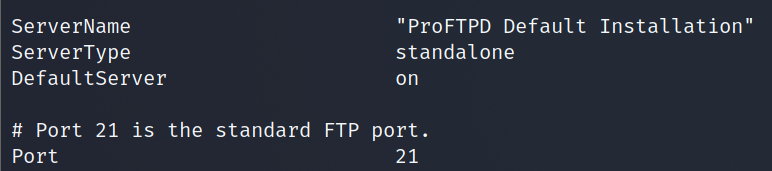 ServerName "ProFTPD Default Installation"
ServerType standalone
DefaultServer on
# Port 21 is the standard FTP port.
Port 21